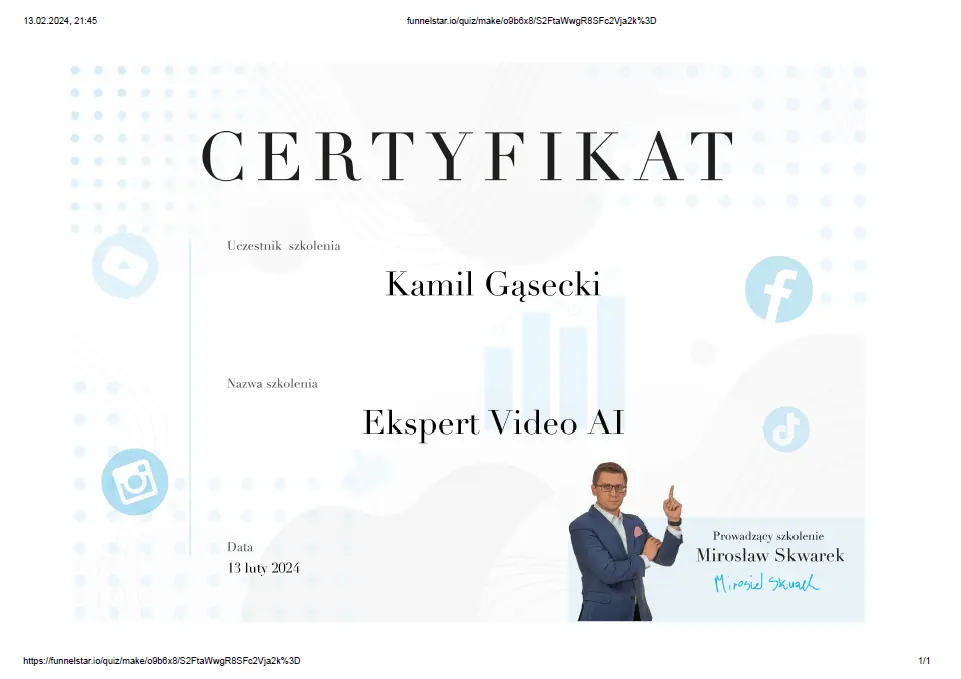 13.02.2024, 21:45
funnelstar.io/quiz/make/o9b6x8/S2FtaWwgR8SFc2Vja2k%3D
CERTYFIKAT
Uczestnik szkolenia
Kamil Gąsecki
Nazwa szkolenia
Ekspert Video AI
Data
13 luty 2024
Prowadzący szkolenie
Mirosław Skwarek
https://funnelstar.io/quiz/make/o9b6x8/S2FtaWwgR8SFc2Vja2k%3D
1/1